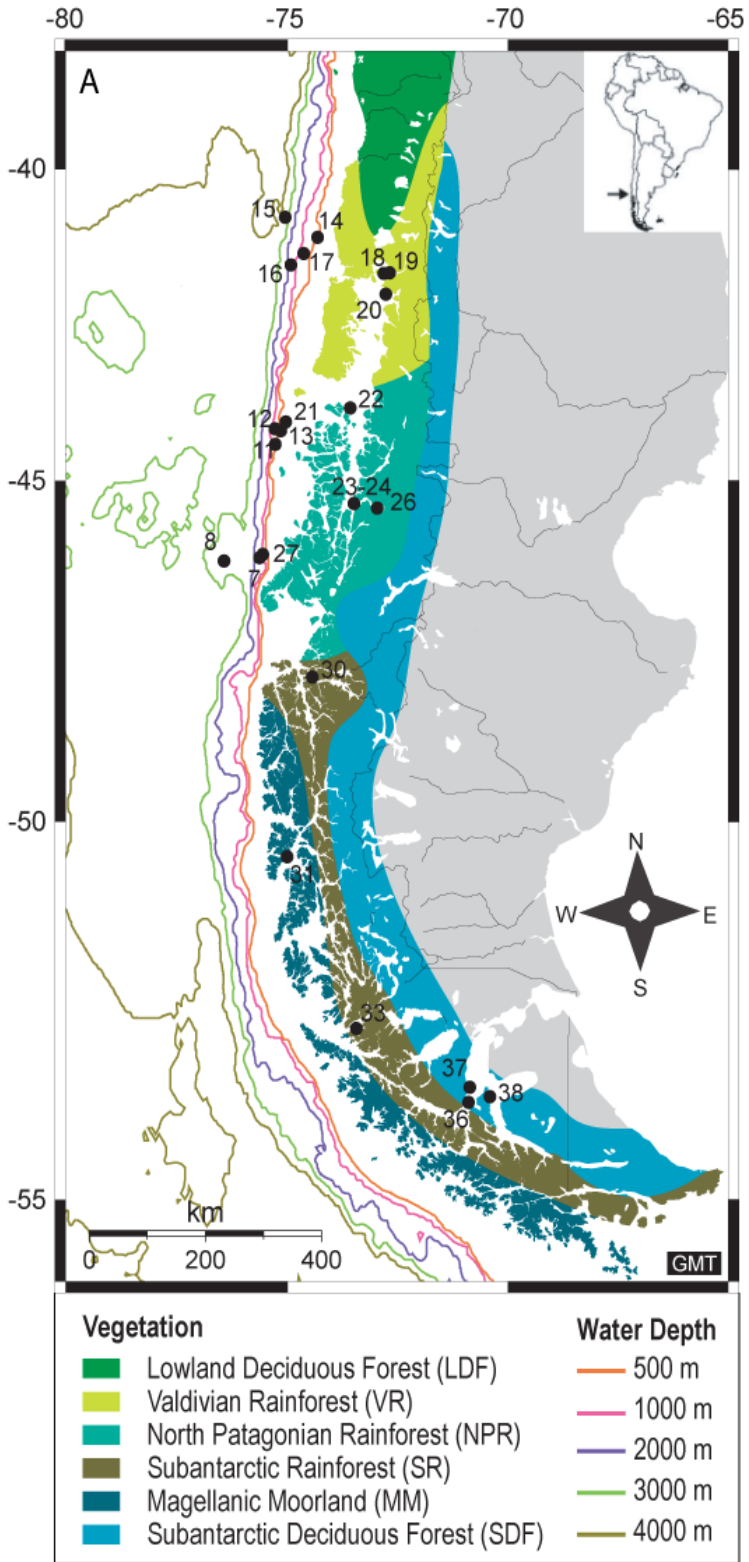 -80 -75 -70 -65
A
-40
15
14
16 17
18 19
20
12 21
11 13
22
-45
23-24
26
8
7 27
30
-50
N
W E
S
31
33
37
36 38
-55
km
0 200 400
GMT
Vegetation
Lowland Deciduous Forest (LDF)
Valdivian Rainforest (VR)
North Patagonian Rainforest (NPR)
Subantarctic Rainforest (SR)
Magellanic Moorland (MM)
Subantarctic Deciduous Forest (SDF)
Water Depth
500 m
1000 m
2000 m
3000 m
4000 m